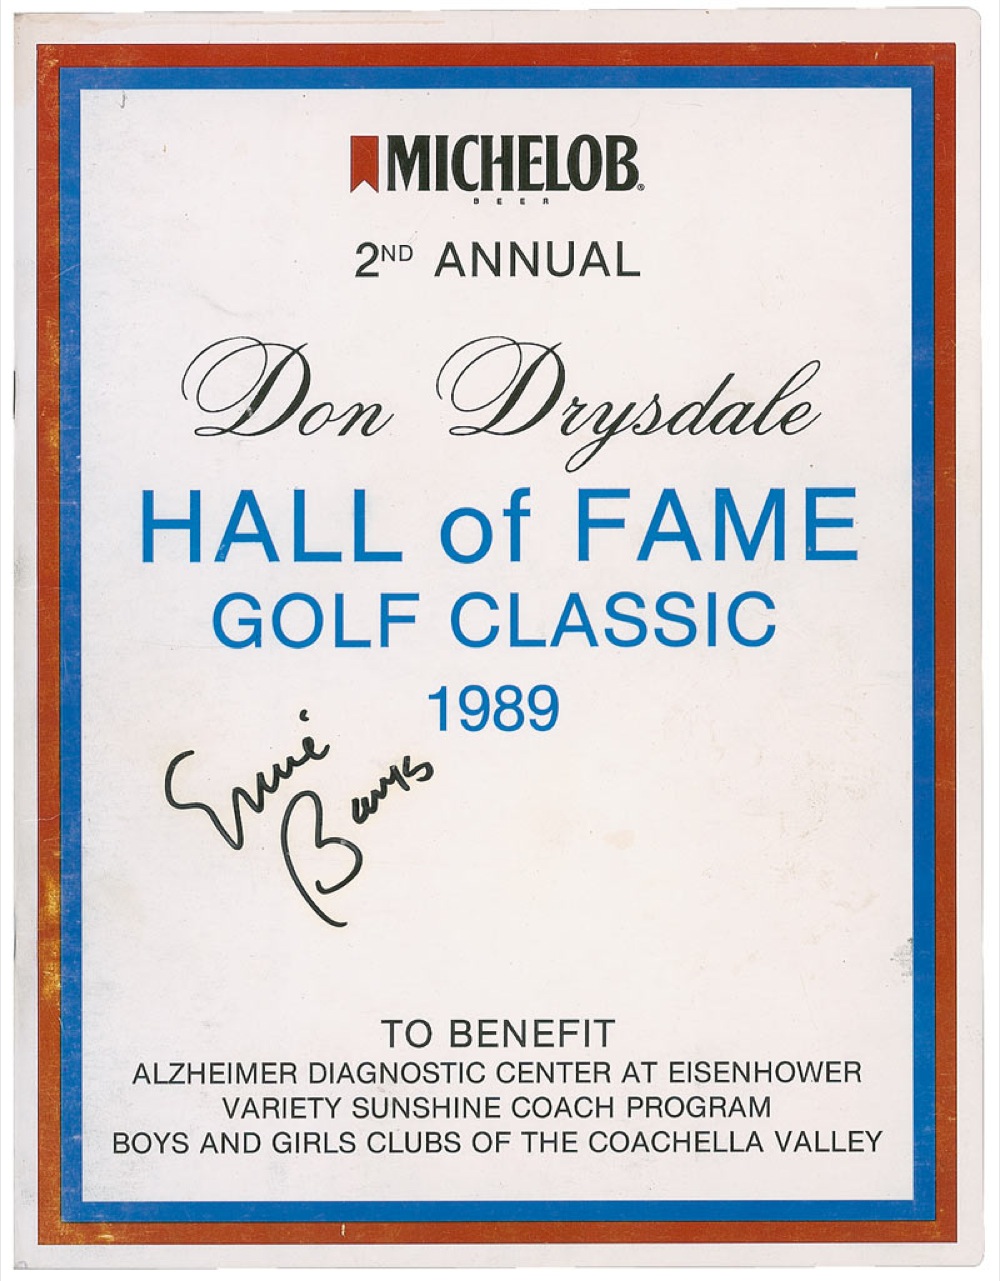 MICHELOB®
BEER
2ND ANNUAL
Don Drysdale
HALL of FAME
GOLF CLASSIC
1989
Ernie
Banks
TO BENEFIT
ALZHEIMER DIAGNOSTIC CENTER AT EISENHOWER
VARIETY SUNSHINE COACH PROGRAM
BOYS AND GIRLS CLUBS OF THE COACHELLA VALLEY